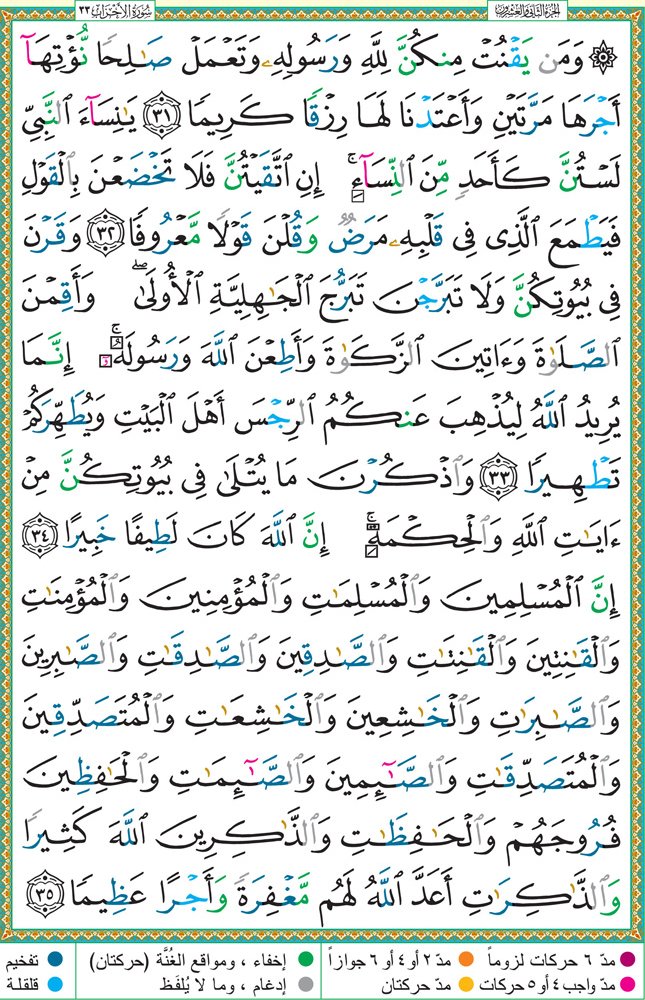 الجزء الثاني والعشرون
سُورَةُ الأَحْزَاب ٣٣
۞ وَمَن يَقْنُتْ مِنكُنَّ لِلَّهِ وَرَسُولِهِۦ وَتَعْمَلْ صَـٰلِحًا نُّؤْتِهَآ
أَجْرَهَا مَرَّتَيْنِ وَأَعْتَدْنَا لَهَا رِزْقًا كَرِيمًا ٣١ يَـٰنِسَآءَ ٱلنَّبِىِّ
لَسْتُنَّ كَأَحَدٍ مِّنَ ٱلنِّسَآءِ ۚ إِنِ ٱتَّقَيْتُنَّ فَلَا تَخْضَعْنَ بِٱلْقَوْلِ
فَيَطْمَعَ ٱلَّذِى فِى قَلْبِهِۦ مَرَضٌ وَقُلْنَ قَوْلًا مَّعْرُوفًا ٣٢ وَقَرْنَ
فِى بُيُوتِكُنَّ وَلَا تَبَرَّجْنَ تَبَرُّجَ ٱلْجَـٰهِلِيَّةِ ٱلْأُولَىٰ ۖ وَأَقِمْنَ
ٱلصَّلَوٰةَ وَءَاتِينَ ٱلزَّكَوٰةَ وَأَطِعْنَ ٱللَّهَ وَرَسُولَهُۥٓ ۚ إِنَّمَا
يُرِيدُ ٱللَّهُ لِيُذْهِبَ عَنكُمُ ٱلرِّجْسَ أَهْلَ ٱلْبَيْتِ وَيُطَهِّرَكُمْ
تَطْهِيرًا ٣٣ وَٱذْكُرْنَ مَا يُتْلَىٰ فِى بُيُوتِكُنَّ مِنْ
ءَايَـٰتِ ٱللَّهِ وَٱلْحِكْمَةِ ۚ إِنَّ ٱللَّهَ كَانَ لَطِيفًا خَبِيرًا ٣٤
إِنَّ ٱلْمُسْلِمِينَ وَٱلْمُسْلِمَـٰتِ وَٱلْمُؤْمِنِينَ وَٱلْمُؤْمِنَـٰتِ
وَٱلْقَـٰنِتِينَ وَٱلْقَـٰنِتَـٰتِ وَٱلصَّـٰدِقِينَ وَٱلصَّـٰدِقَـٰتِ وَٱلصَّـٰبِرِينَ
وَٱلصَّـٰبِرَٰتِ وَٱلْخَـٰشِعِينَ وَٱلْخَـٰشِعَـٰتِ وَٱلْمُتَصَدِّقِينَ
وَٱلْمُتَصَدِّقَـٰتِ وَٱلصَّـٰٓئِمِينَ وَٱلصَّـٰٓئِمَـٰتِ وَٱلْحَـٰفِظِينَ
فُرُوجَهُمْ وَٱلْحَـٰفِظَـٰتِ وَٱلذَّٰكِرِينَ ٱللَّهَ كَثِيرًا
وَٱلذَّٰكِرَٰتِ أَعَدَّ ٱللَّهُ لَهُم مَّغْفِرَةً وَأَجْرًا عَظِيمًا ٣٥
مدّ ٦ حركات لزوماً مدّ ٢ أو ٤ أو ٦ جوازاً إخفاء ، ومواقع الغُنَّة (حركتان) تفخيم
مدّ واجب ٤ أو ٥ حركات مدّ حركتان إدغام ، وما لا يُلفَظ قلقلة